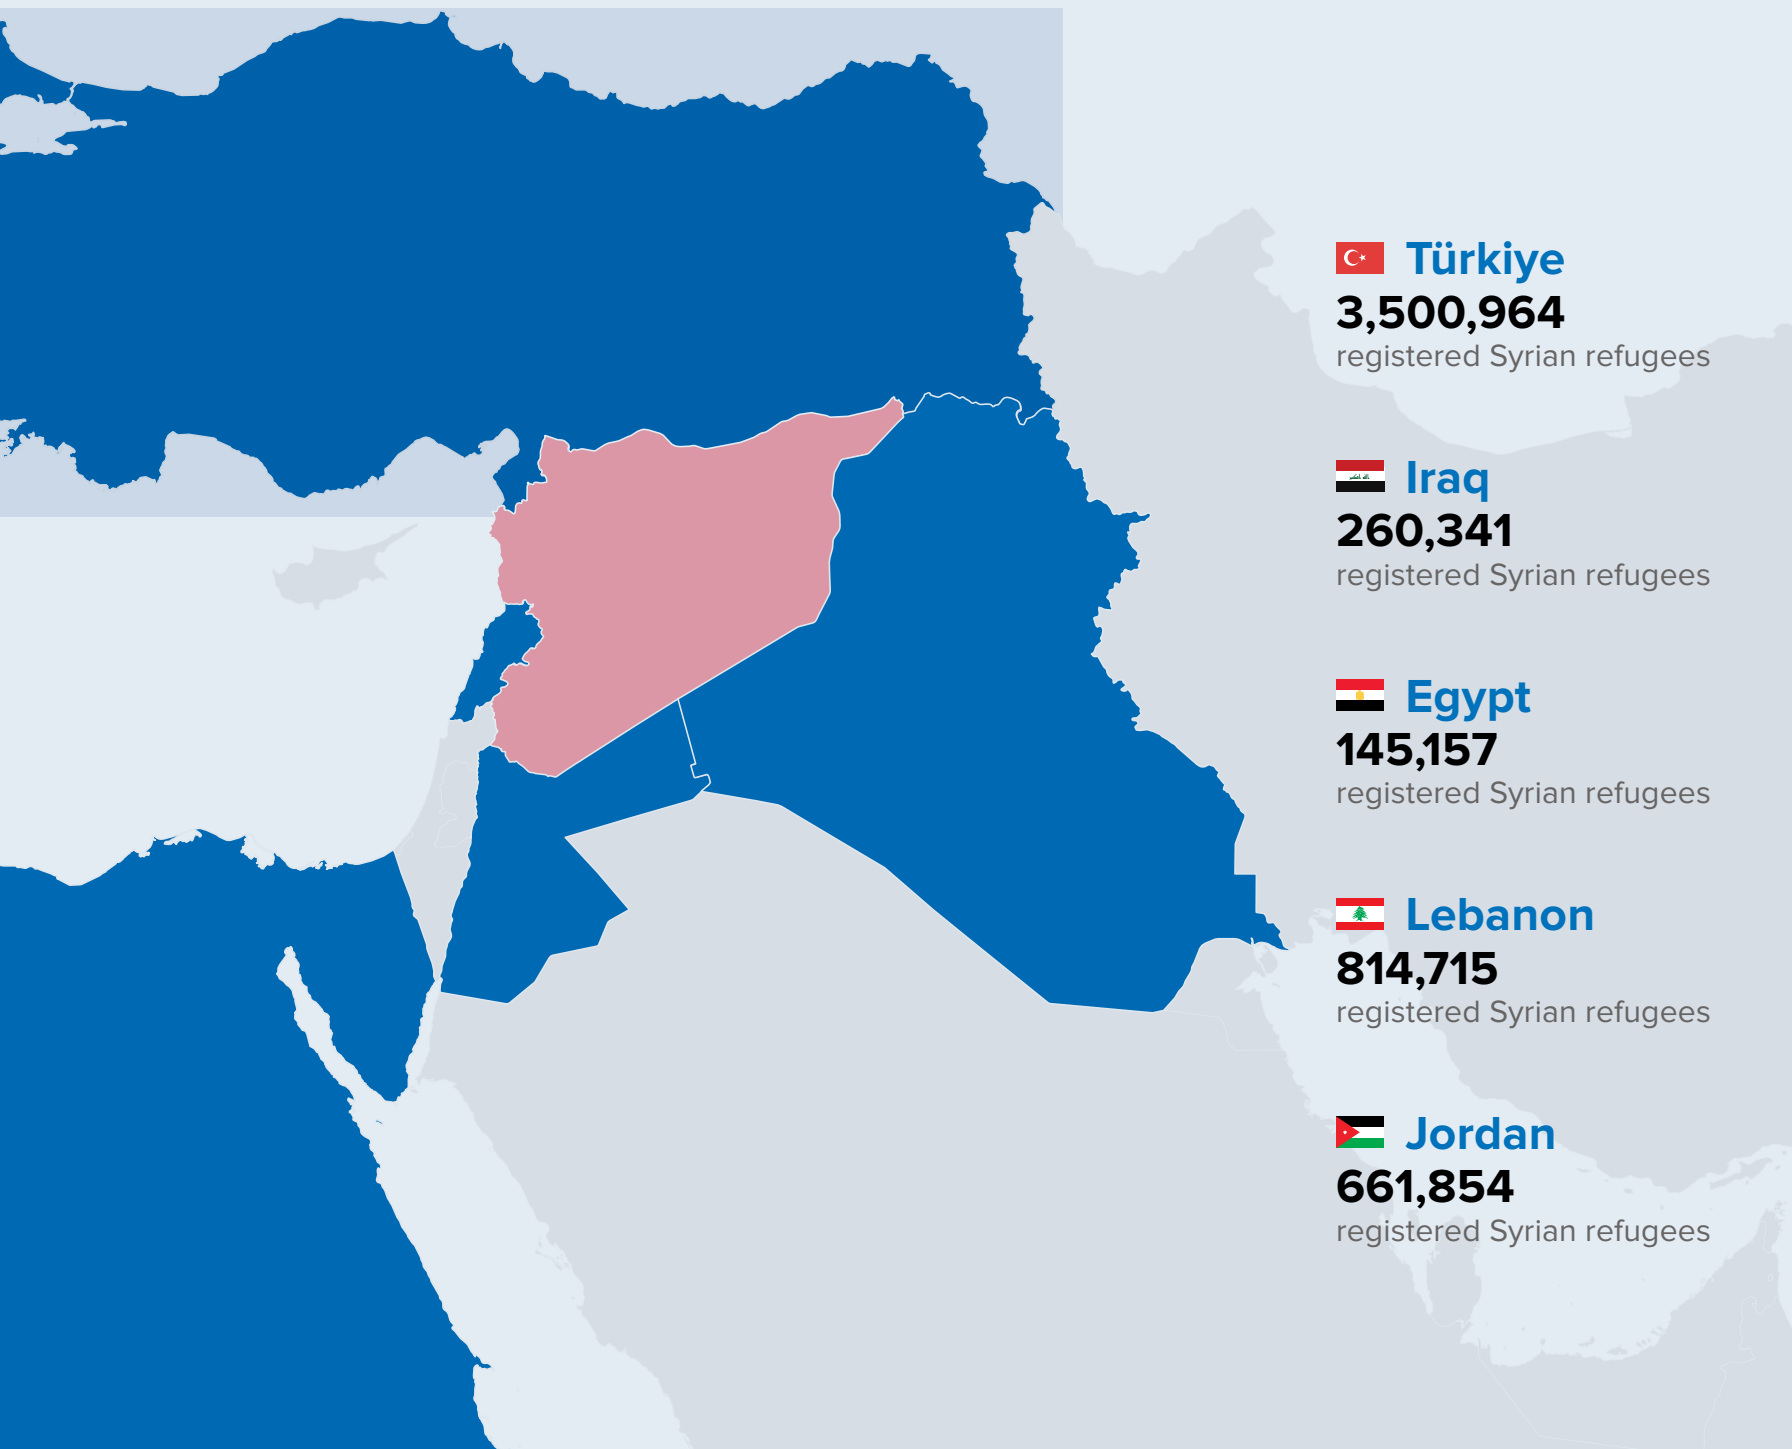 Türkiye
3,500,964
registered Syrian refugees
Iraq
260,341
registered Syrian refugees
Egypt
145,157
registered Syrian refugees
Lebanon
814,715
registered Syrian refugees
Jordan
661,854
registered Syrian refugees